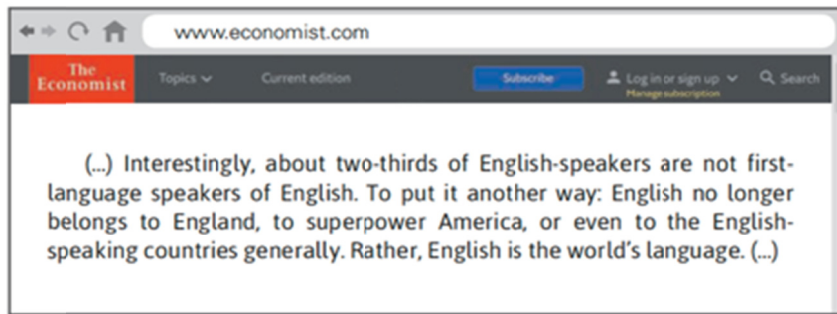 www.economist.com
The
Economist
Topics
Current edition
Subscribe
Log in or sign up
Manage subscription
Search
(...) Interestingly, about two-thirds of English-speakers are not first-
language speakers of English. To put it another way: English no longer
belongs to England, to superpower America, or even to the English-
speaking countries generally. Rather, English is the world's language. (...)